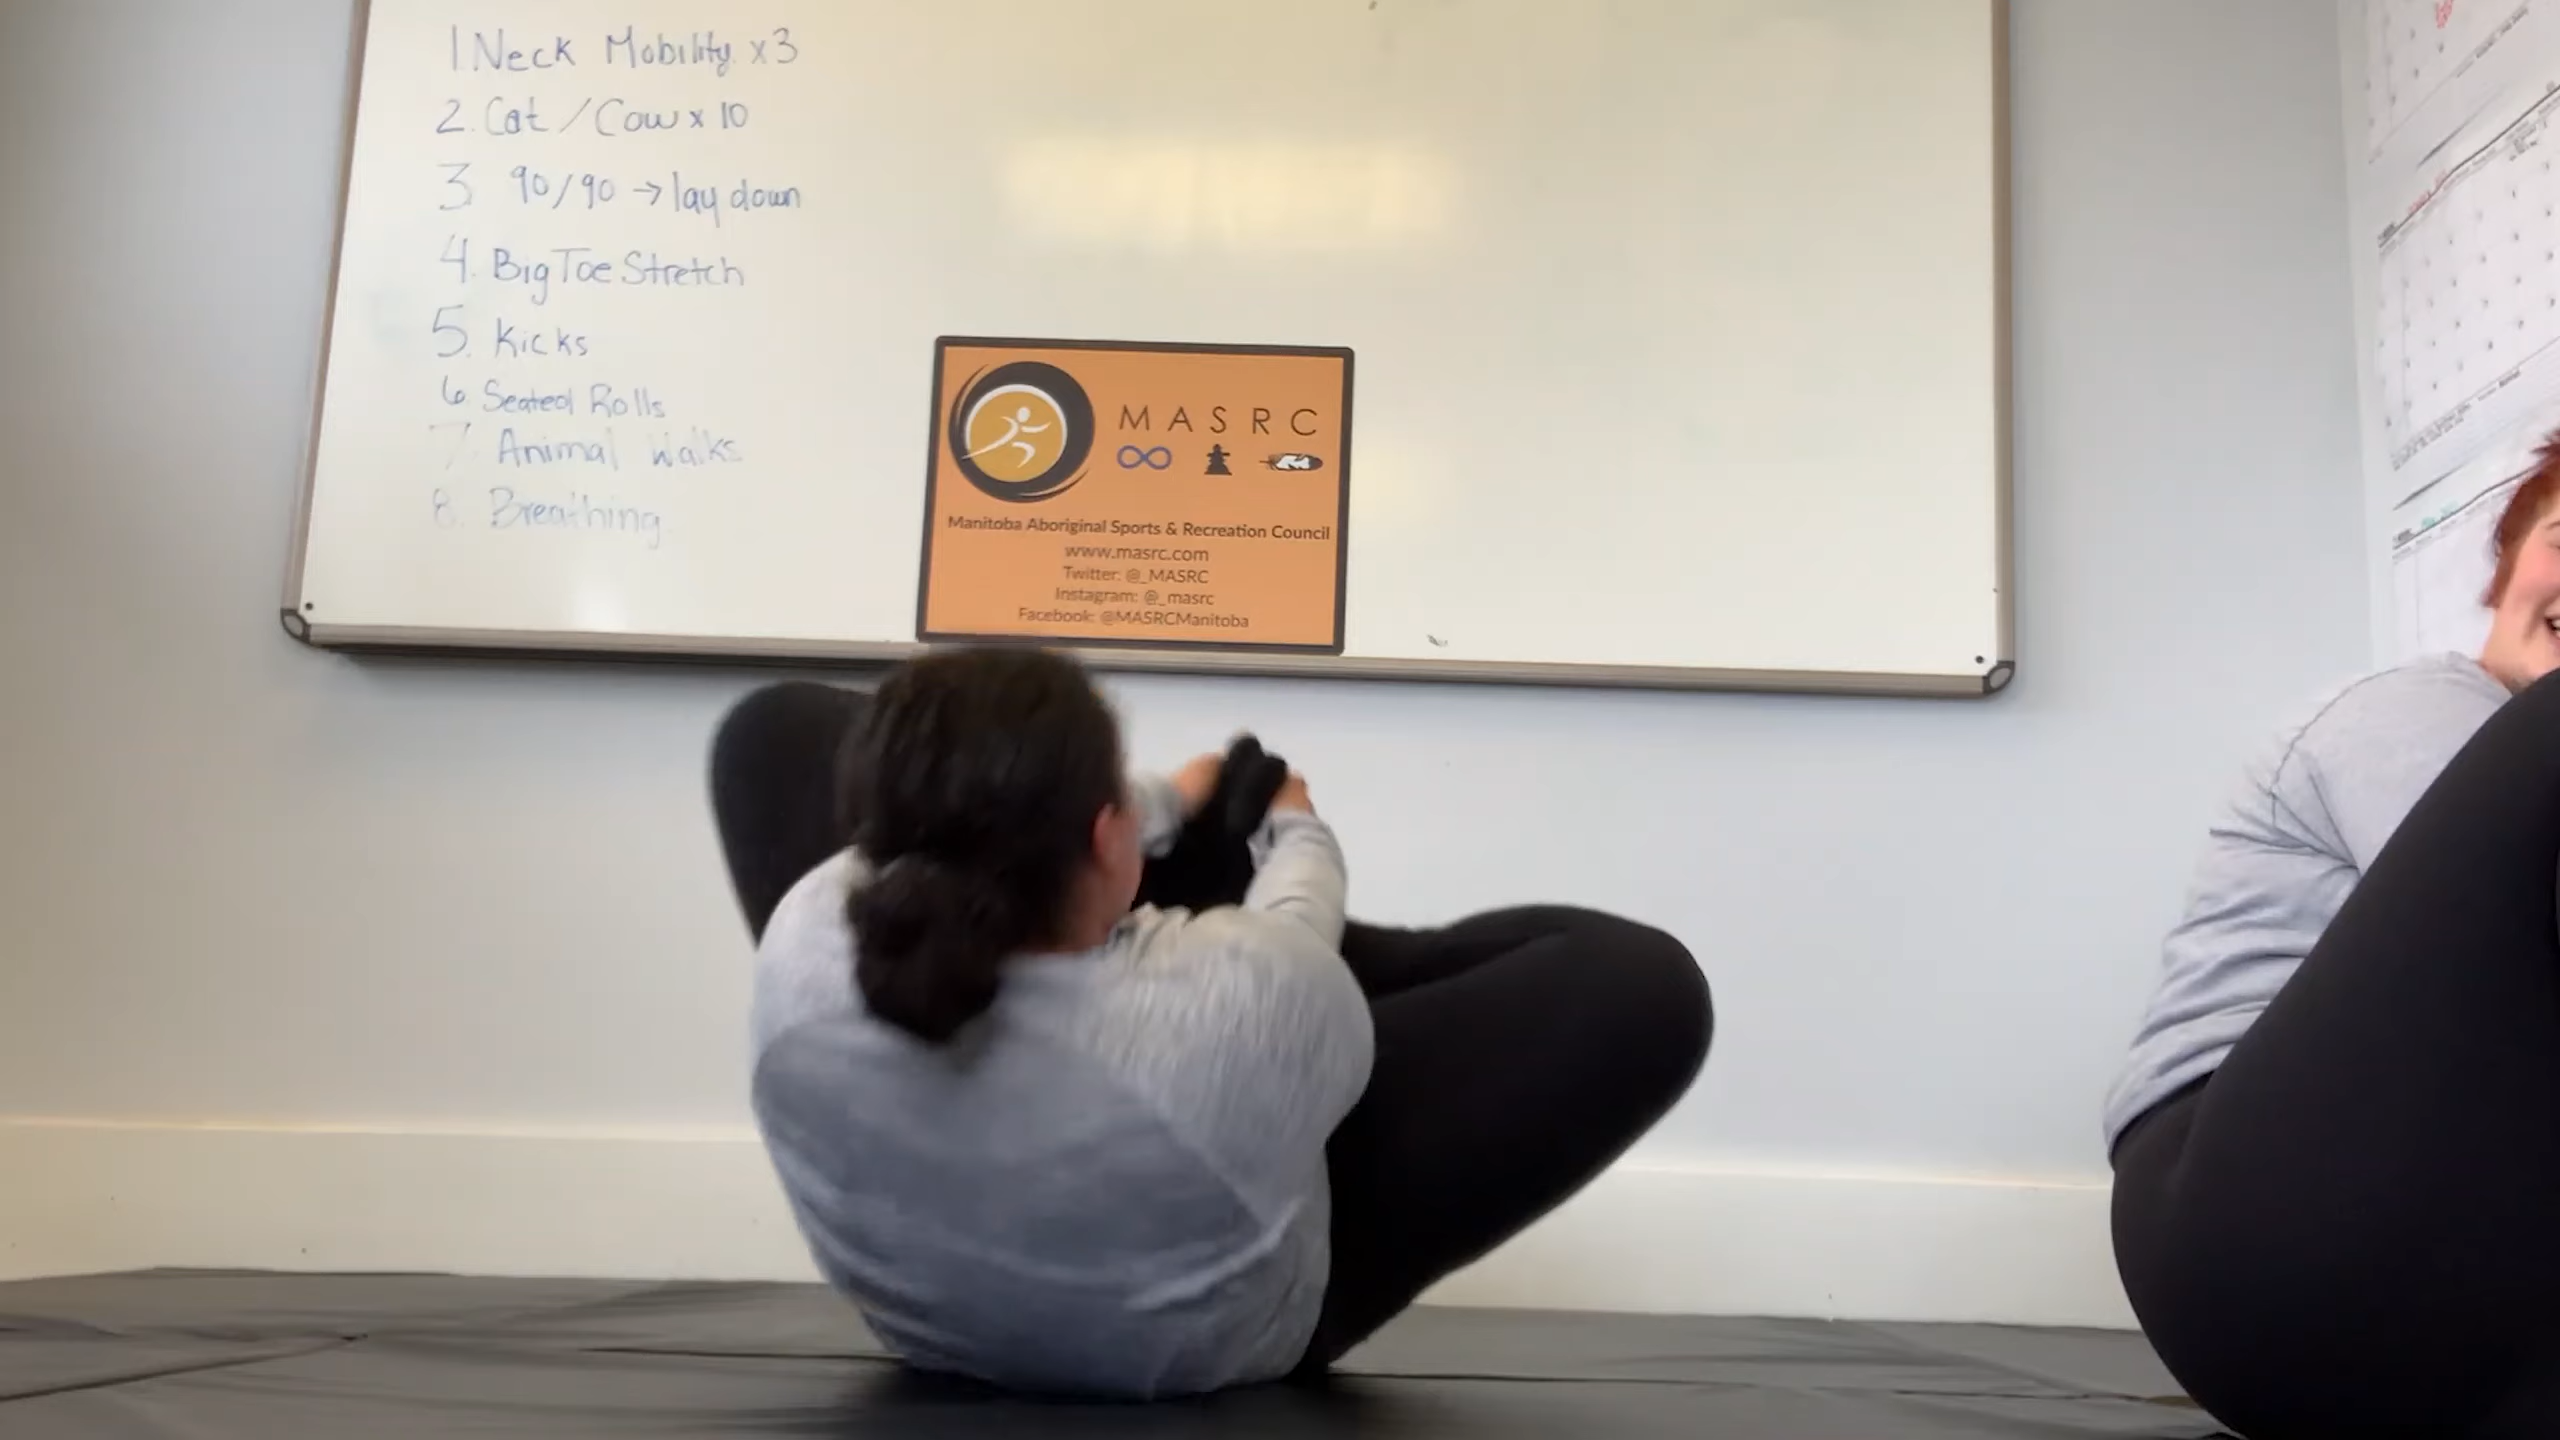 1. Neck Mobility x3
2. Cat / Cow x 10
3 90/90 → lay down
4. Big Toe Stretch
5. Kicks
6. Seated Rolls
7. Animal Walks
8. Breathing
MASRC
Manitoba Aboriginal Sports & Recreation Council
www.masrc.com
Twitter: @_MASRC
Instagram: @_masrc
Facebook: @MASRCManitoba